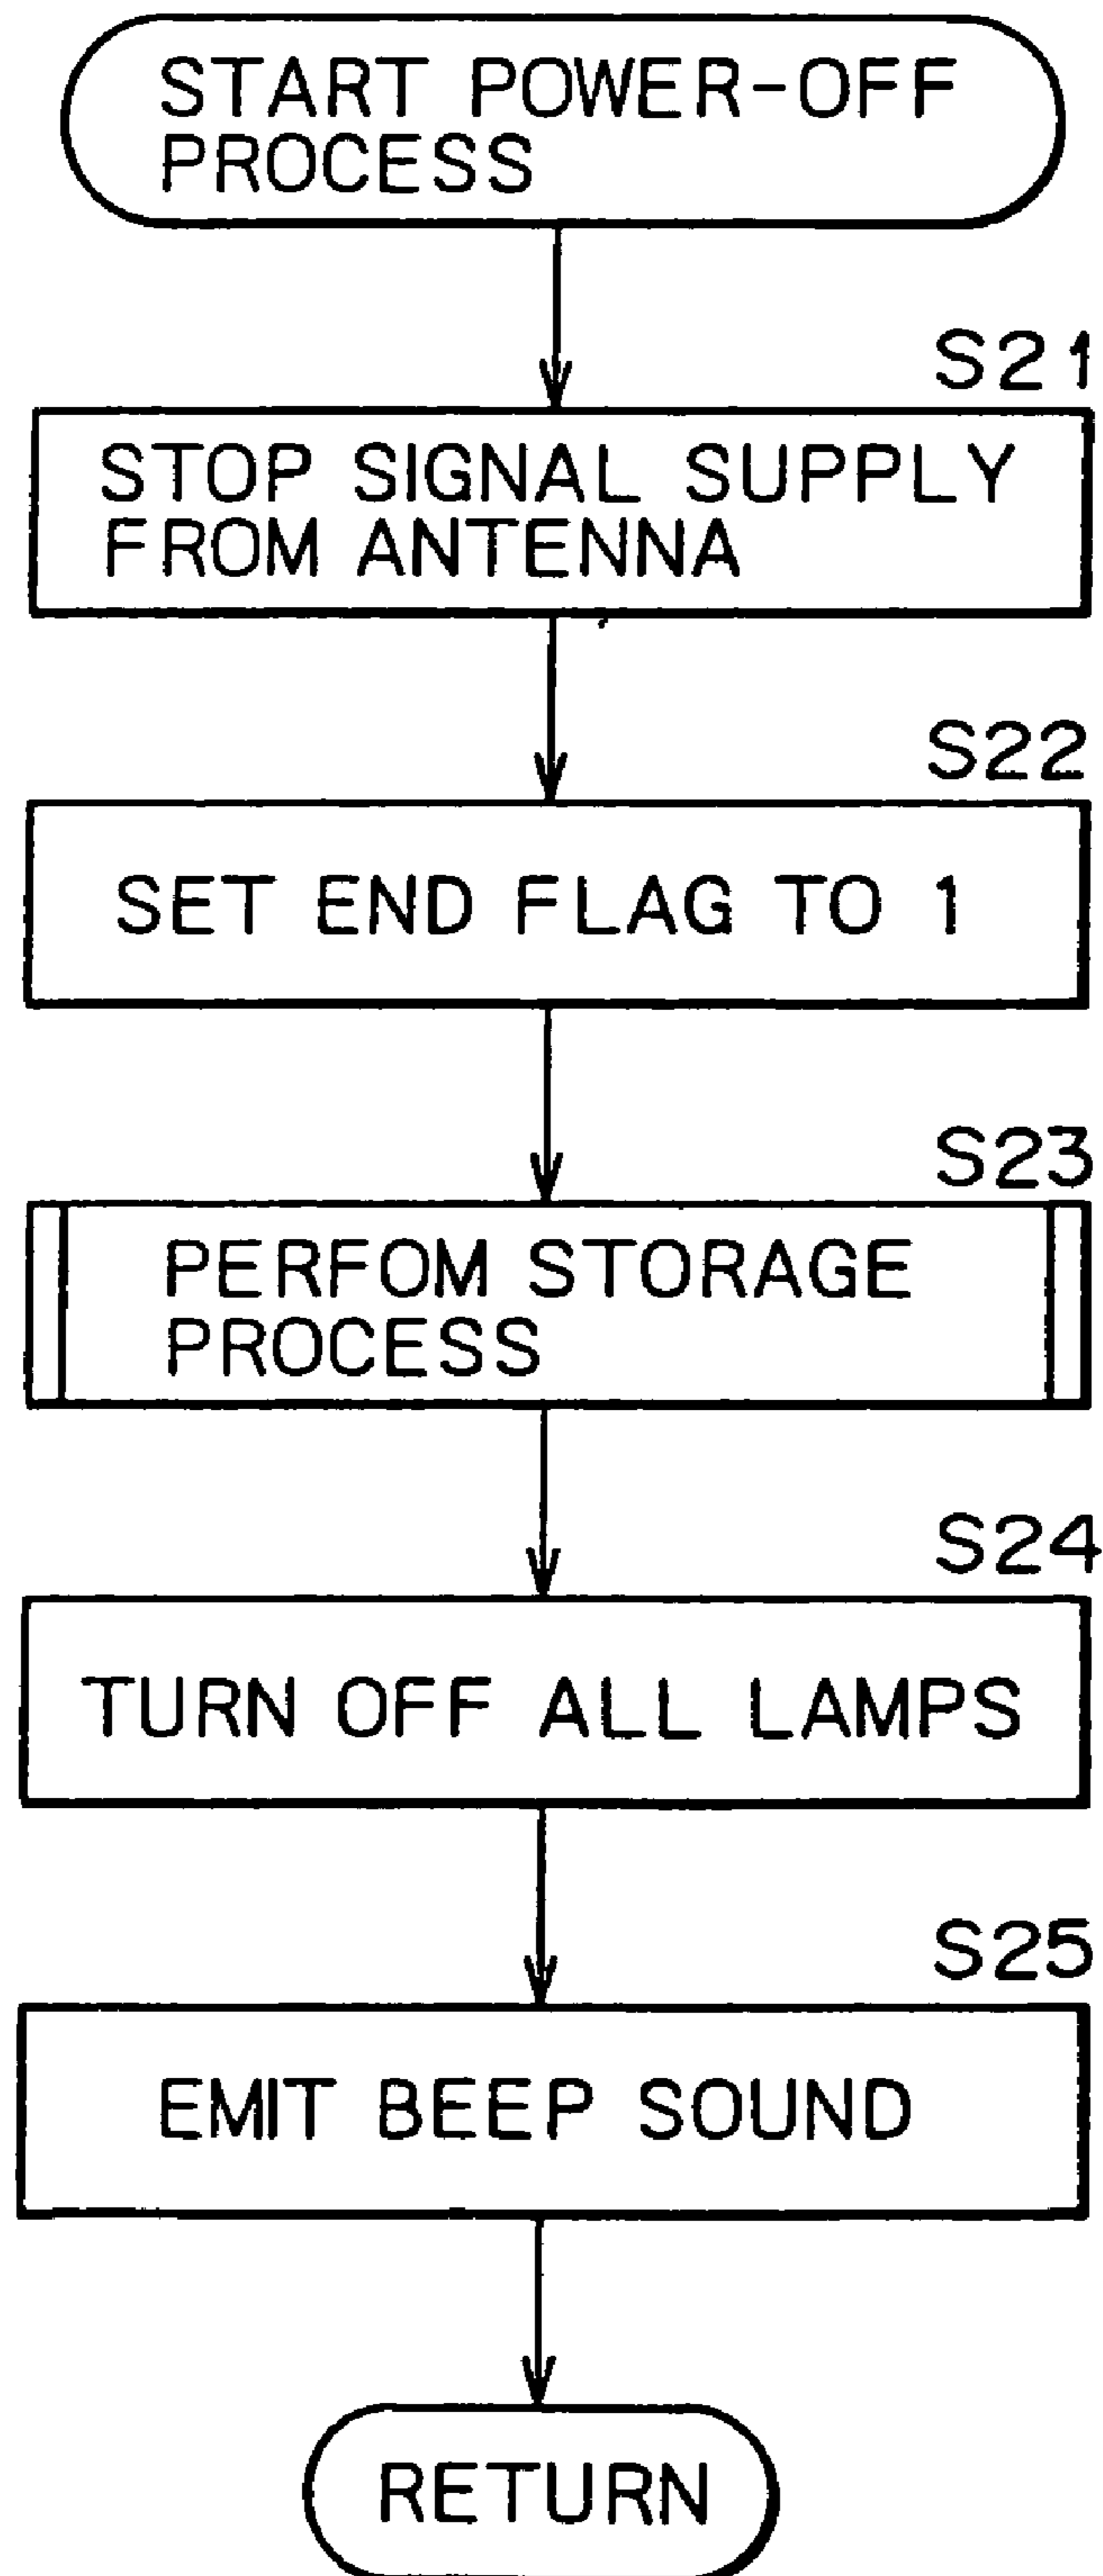 START POWER-OFF
PROCESS
S21
STOP SIGNAL SUPPLY
FROM ANTENNA
S22
SET END FLAG TO 1
S23
PERFOM STORAGE
PROCESS
S24
TURN OFF ALL LAMPS
S25
EMIT BEEP SOUND
RETURN